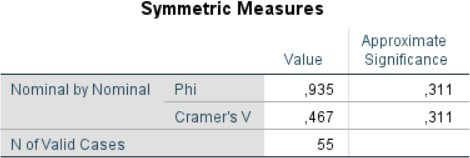 Symmetric Measures
Value Approximate Significance
Nominal by Nominal Phi ,935 ,311
Cramer's V ,467 ,311
N of Valid Cases 55